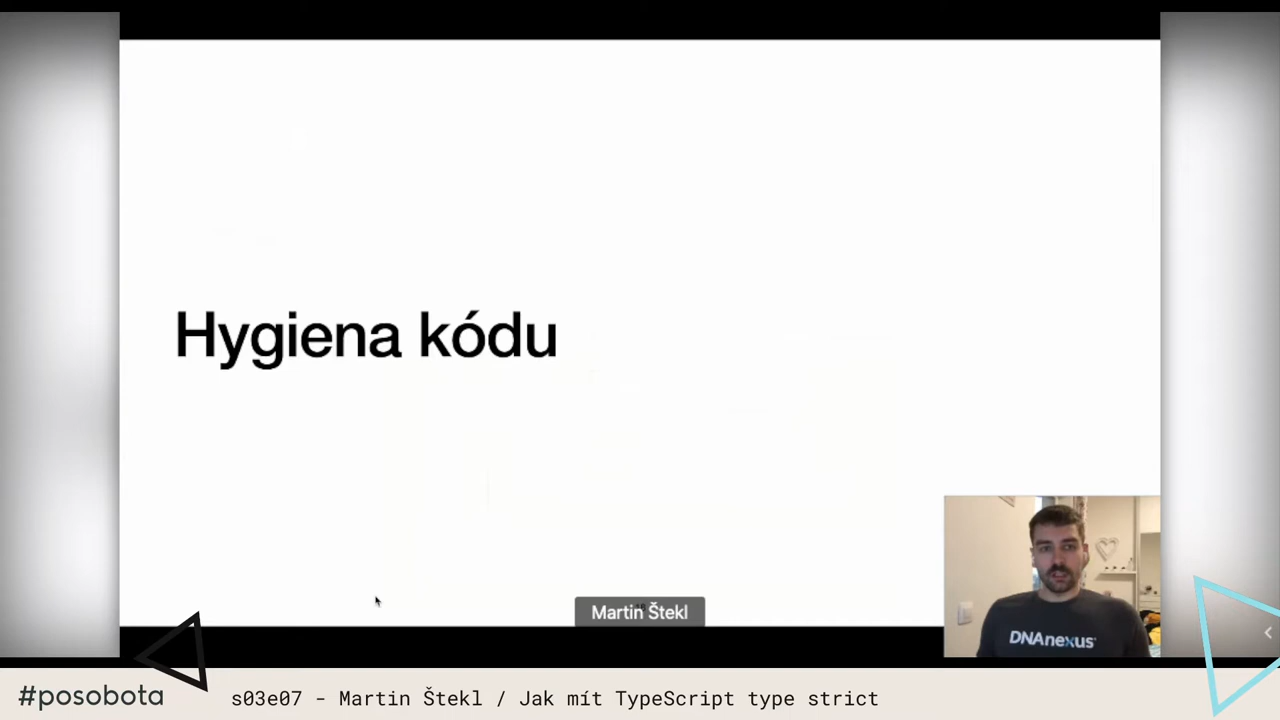 Hygiena kódu
Martin Štekl
DNAnexus
#posobota
s03e07 - Martin Štekl / Jak mít TypeScript type strict